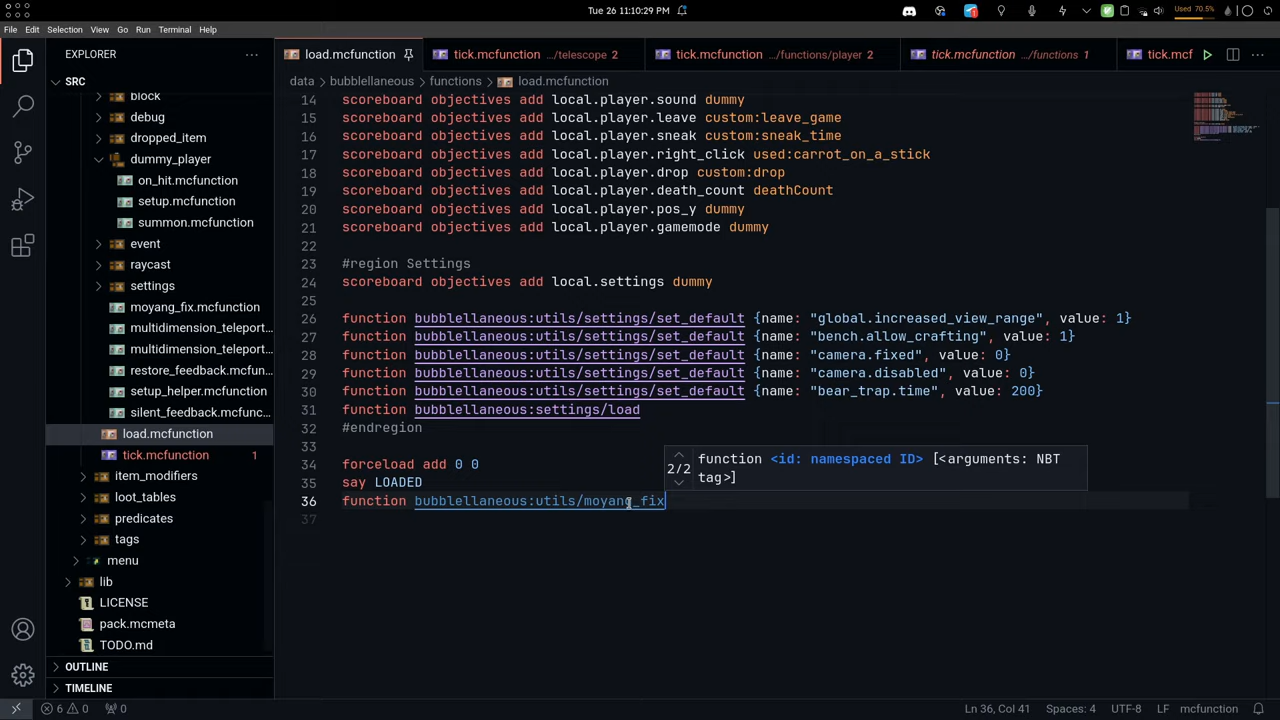 Tue 26 11:10:29 PM
Used 70.5%
File Edit Selection View Go Run Terminal Help
EXPLORER
SRC
block
debug
dropped_item
dummy_player
on_hit.mcfunction
setup.mcfunction
summon.mcfunction
event
raycast
settings
moyang_fix.mcfunction
multidimension_teleport...
multidimension_teleport...
restore_feedback.mcfun...
setup_helper.mcfunction
silent_feedback.mcfunc...
load.mcfunction
tick.mcfunction 1
item_modifiers
loot_tables
predicates
tags
menu
lib
LICENSE
pack.mcmeta
TODO.md
OUTLINE
TIMELINE
load.mcfunction tick.mcfunction .../telescope 2 tick.mcfunction .../functions/player 2 tick.mcfunction .../functions 1 tick.mcf
data bubblellaneous functions load.mcfunction
14 scoreboard objectives add local.player.sound dummy
15 scoreboard objectives add local.player.leave custom:leave_game
16 scoreboard objectives add local.player.sneak custom:sneak_time
17 scoreboard objectives add local.player.right_click used:carrot_on_a_stick
18 scoreboard objectives add local.player.drop custom:drop
19 scoreboard objectives add local.player.death_count deathCount
20 scoreboard objectives add local.player.pos_y dummy
21 scoreboard objectives add local.player.gamemode dummy
22
23 #region Settings
24 scoreboard objectives add local.settings dummy
25
26 function bubblellaneous:utils/settings/set_default {name: "global.increased_view_range", value: 1}
27 function bubblellaneous:utils/settings/set_default {name: "bench.allow_crafting", value: 1}
28 function bubblellaneous:utils/settings/set_default {name: "camera.fixed", value: 0}
29 function bubblellaneous:utils/settings/set_default {name: "camera.disabled", value: 0}
30 function bubblellaneous:utils/settings/set_default {name: "bear_trap.time", value: 200}
31 function bubblellaneous:settings/load
32 #endregion
33
34 forceload add 0 0
35 say LOADED
36 function bubblellaneous:utils/moyang_fix
37
2/2 function <id: namespaced ID> [<arguments: NBT
tag>]
6 0 0 Ln 36, Col 41 Spaces: 4 UTF-8 LF mcfunction